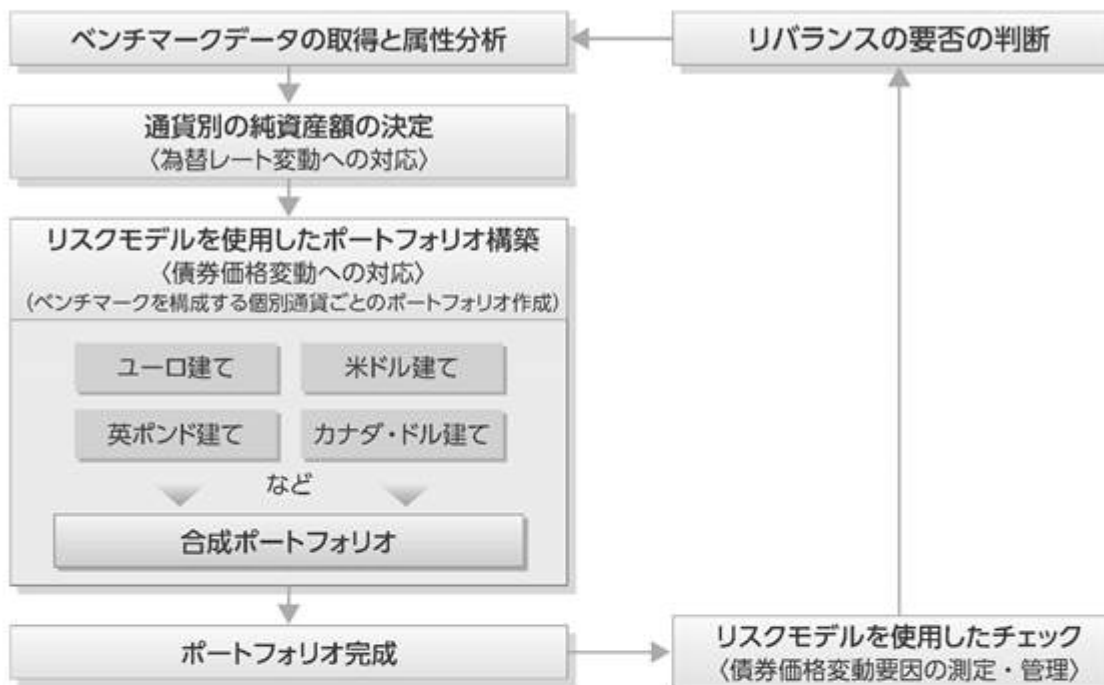 ベンチマークデータの取得と属性分析
リバランスの要否の判断
通貨別の純資産額の決定
〈為替レート変動への対応〉
リスクモデルを使用したポートフォリオ構築
〈債券価格変動への対応〉
(ベンチマークを構成する個別通貨ごとのポートフォリオ作成)
ユーロ建て
米ドル建て
英ポンド建て
カナダ・ドル建て
など
合成ポートフォリオ
ポートフォリオ完成
リスクモデルを使用したチェック
〈債券価格変動要因の測定・管理〉